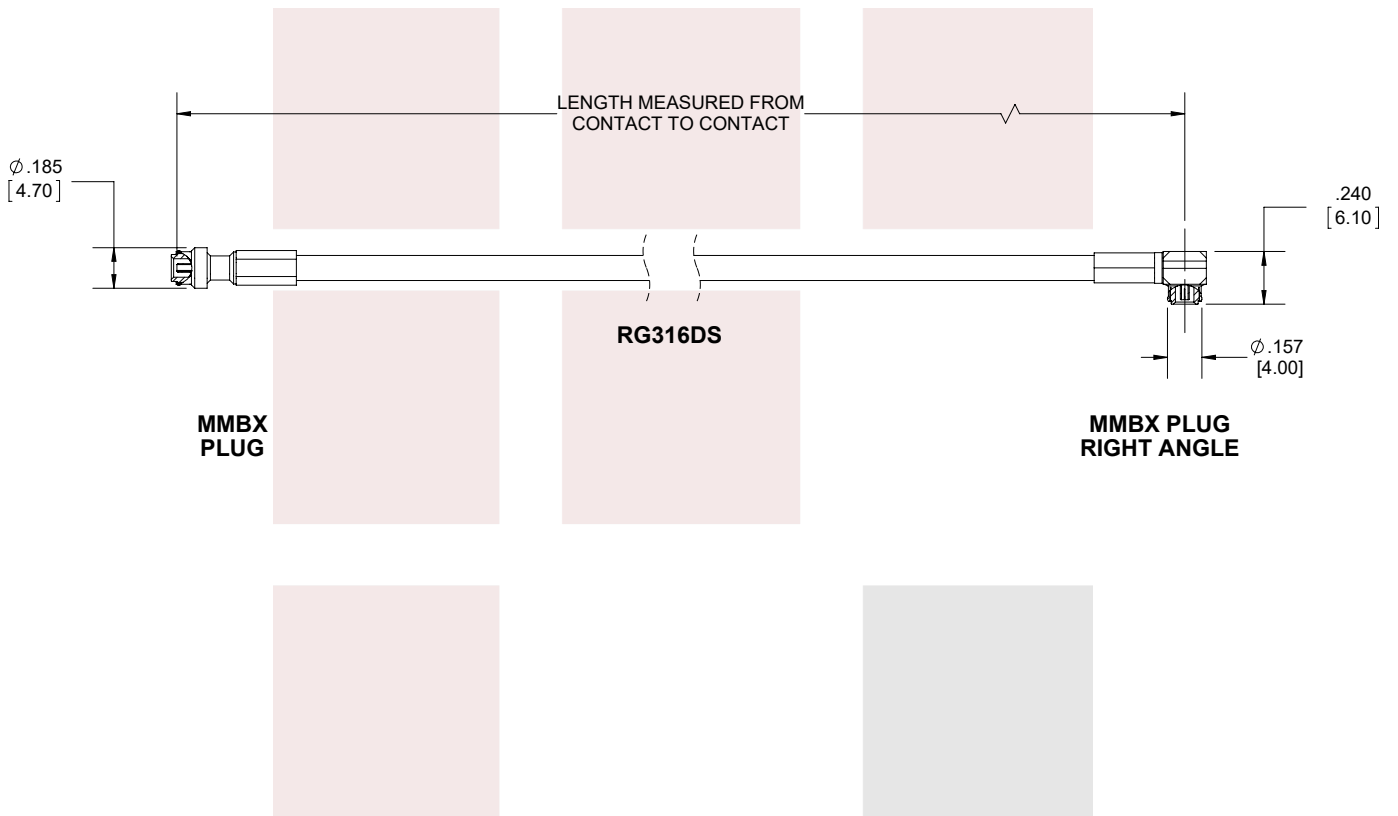 LENGTH MEASURED FROM
CONTACT TO CONTACT
⌀.185
[4.70]
.240
[6.10]
RG316DS
⌀.157
[4.00]
MMBX
PLUG
MMBX PLUG
RIGHT ANGLE